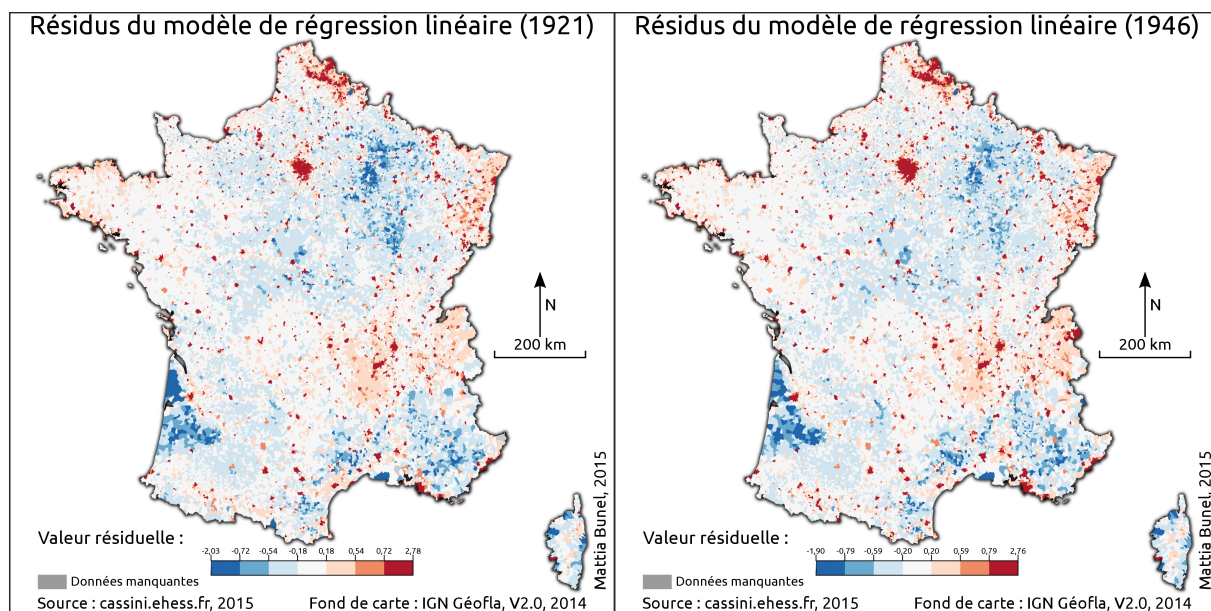 Résidus du modèle de régression linéaire (1921)
N
200 km
Mattia Bunel, 2015
Valeur résiduelle :
-2,03 -0,72 -0,54 -0,18 0,18 0,54 0,72 2,78
Données manquantes
Source : cassini.ehess.fr, 2015 Fond de carte : IGN Géofla, V2.0, 2014
Résidus du modèle de régression linéaire (1946)
N
200 km
Mattia Bunel, 2015
Valeur résiduelle :
-1,90 -0,79 -0,59 -0,20 0,20 0,59 0,79 2,76
Données manquantes
Source : cassini.ehess.fr, 2015 Fond de carte : IGN Géofla, V2.0, 2014